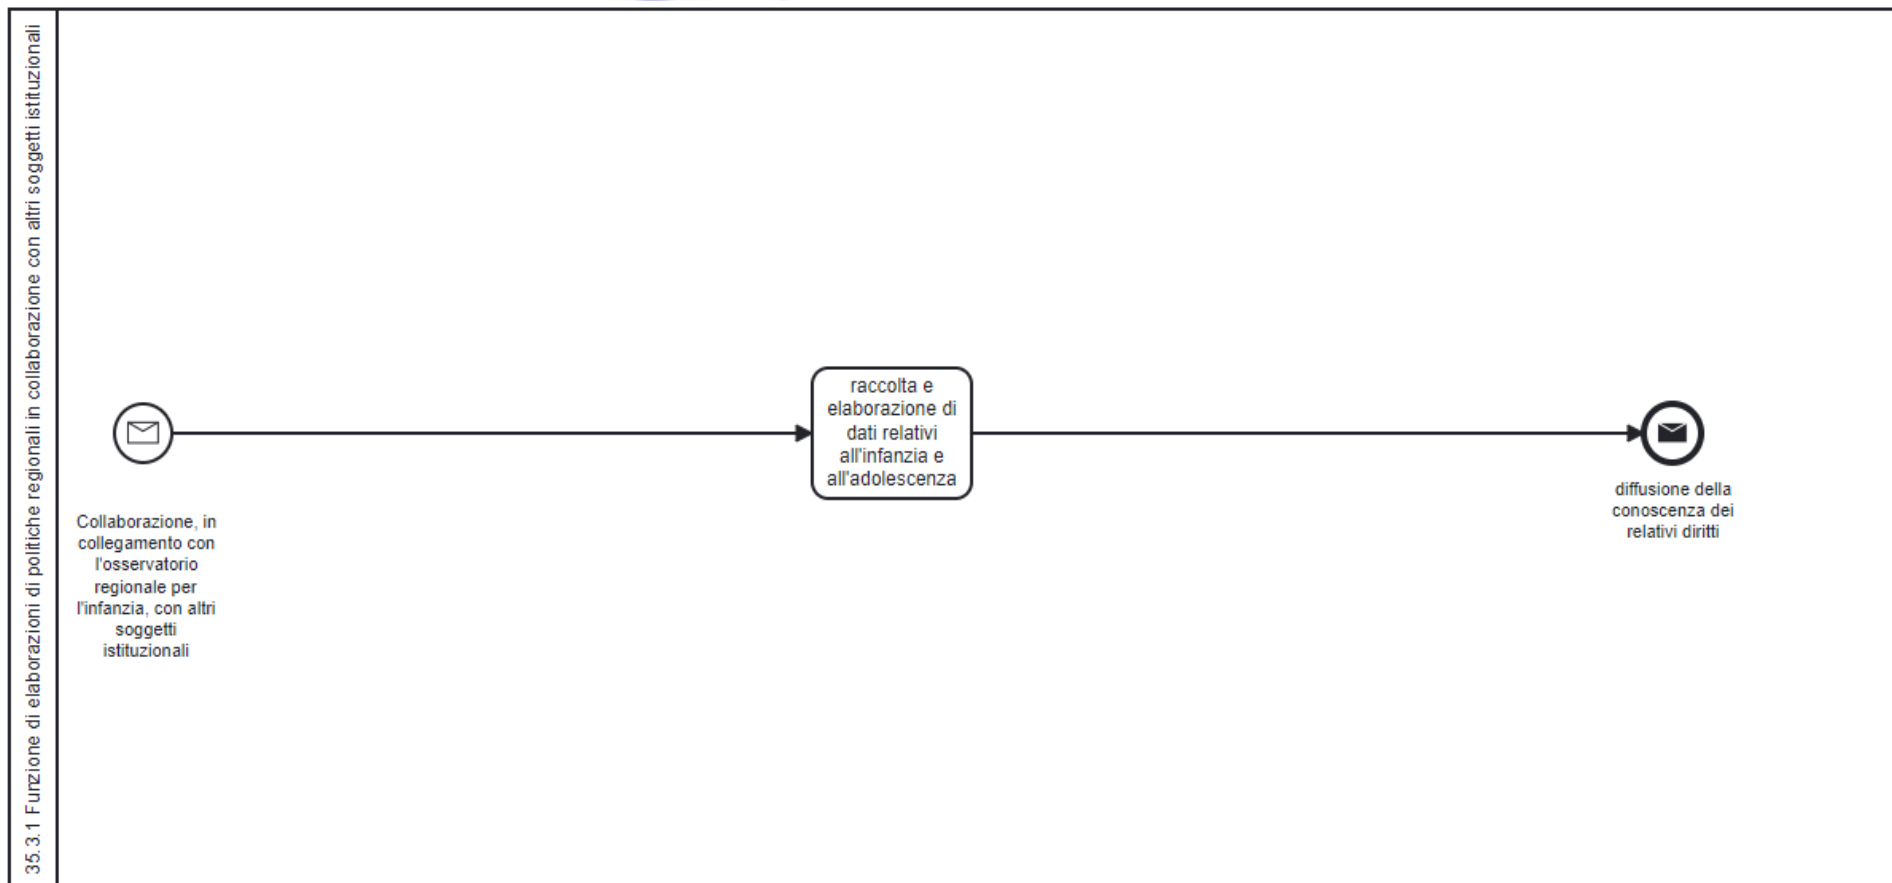 35.3.1 Funzione di elaborazioni di politiche regionali in collaborazione con altri soggetti istituzionali
Collaborazione, in
collegamento con
l'osservatorio
regionale per
l'infanzia, con altri
soggetti
istituzionali
raccolta e
elaborazione di
dati relativi
all'infanzia e
all'adolescenza
diffusione della
conoscenza dei
relativi diritti